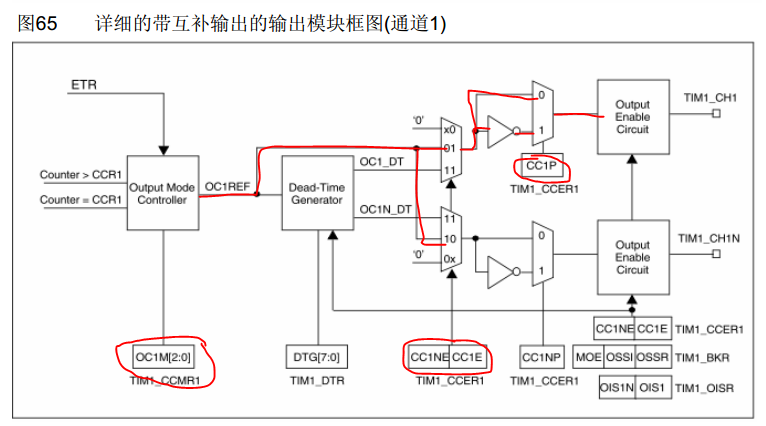 图65 详细的带互补输出的输出模块框图(通道1)
ETR
'0'
x0
01
11
0
1
Output Enable Circuit
TIM1_CH1
CC1P
TIM1_CCER1
Counter > CCR1
Counter = CCR1
Output Mode Controller
OC1REF
Dead-Time Generator
OC1_DT
OC1N_DT
11
10
0x
'0'
0
1
Output Enable Circuit
TIM1_CH1N
CC1NE CC1E TIM1_CCER1
OC1M[2:0]
TIM1_CCMR1
DTG[7:0]
TIM1_DTR
CC1NE CC1E
TIM1_CCER1
CC1NP
TIM1_CCER1
MOE OSSI OSSR TIM1_BKR
OIS1N OIS1 TIM1_OISR